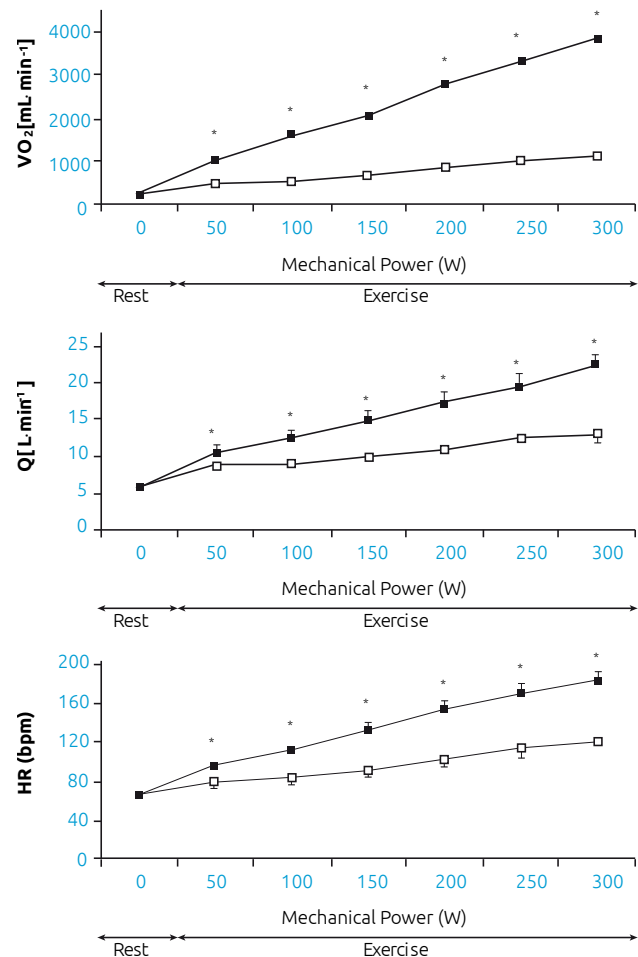 4000
3000
2000
1000
0
VO₂[mL· min⁻¹]
* * * * * *
0 50 100 150 200 250 300
Mechanical Power (W)
Rest Exercise
25
20
15
10
5
0
Q[L·min⁻¹]
* * * * * *
0 50 100 150 200 250 300
Mechanical Power (W)
Rest Exercise
200
160
120
80
40
0
HR (bpm)
* * * * * *
0 50 100 150 200 250 300
Mechanical Power (W)
Rest Exercise